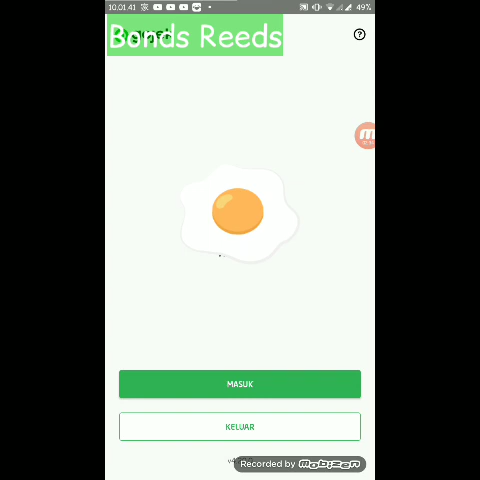 10.01.41 49%
Bonds Reeds
MASUK
KELUAR
Recorded by mobizen